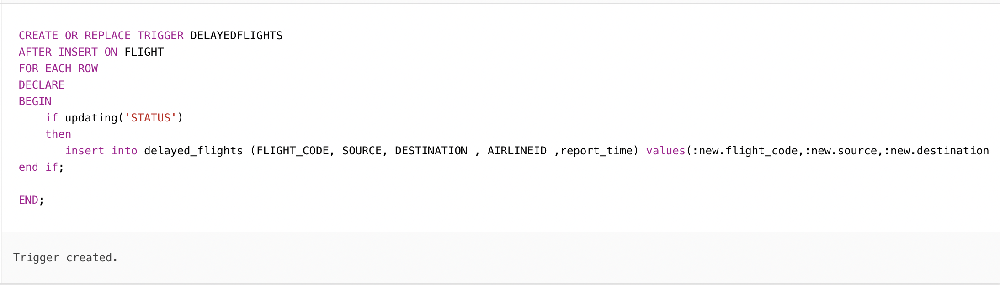 CREATE OR REPLACE TRIGGER DELAYEDFLIGHTS
AFTER INSERT ON FLIGHT
FOR EACH ROW
DECLARE
BEGIN
    if updating('STATUS')
    then
       insert into delayed_flights (FLIGHT_CODE, SOURCE, DESTINATION , AIRLINEID ,report_time) values(:new.flight_code,:new.source,:new.destination
end if;
END;
Trigger created.